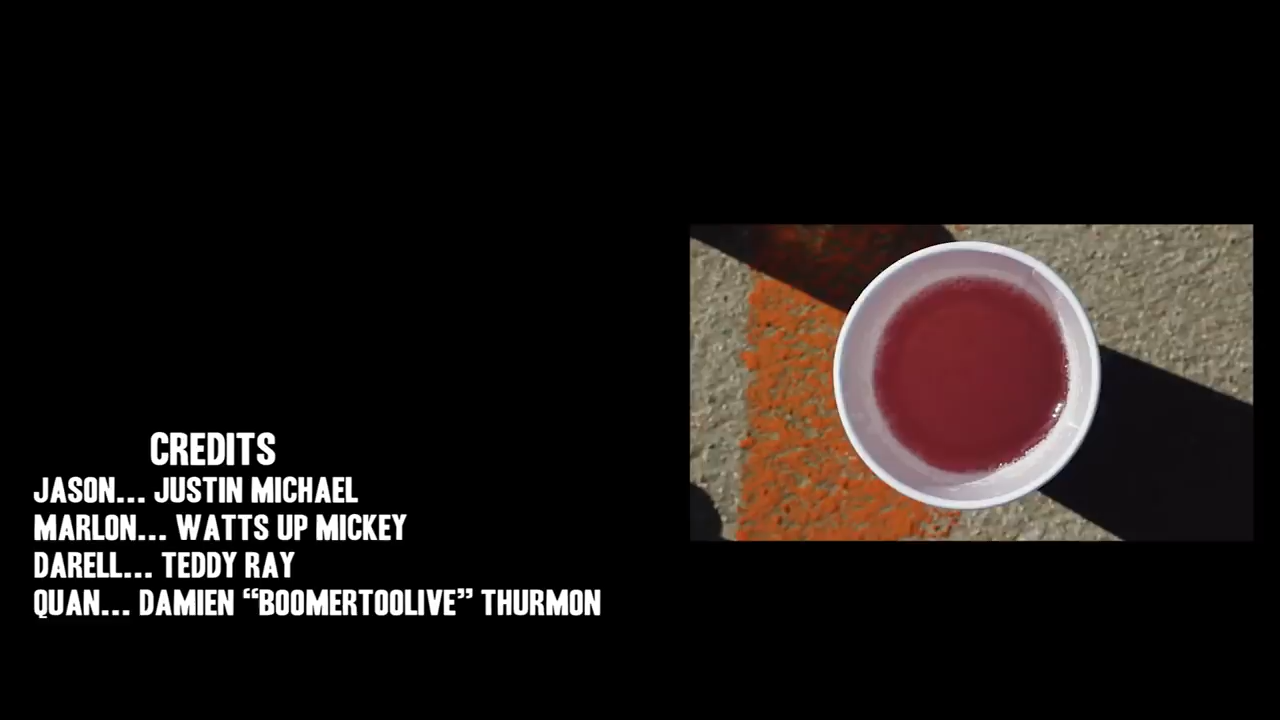 CREDITS
JASON... JUSTIN MICHAEL
MARLON... WATTS UP MICKEY
DARELL... TEDDY RAY
QUAN... DAMIEN “BOOMERTOOLIVE” THURMON